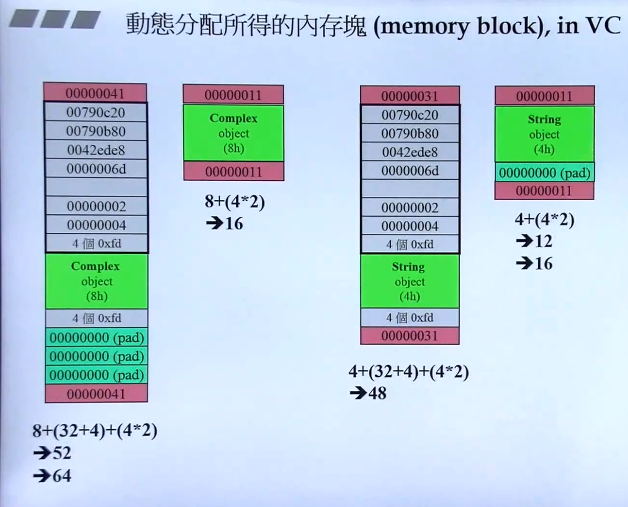 動態分配所得的內存塊 (memory block), in VC
00000041
00790c20
00790b80
0042ede8
0000006d
00000002
00000004
4 個 0xfd
Complex
object
(8h)
4 個 0xfd
00000000 (pad)
00000000 (pad)
00000000 (pad)
00000041
8+(32+4)+(4*2)
➔52
➔64
00000011
Complex
object
(8h)
00000011
8+(4*2)
➔16
00000031
00790c20
00790b80
0042ede8
0000006d
00000002
00000004
4 個 0xfd
String
object
(4h)
4 個 0xfd
00000031
4+(32+4)+(4*2)
➔48
00000011
String
object
(4h)
00000000 (pad)
00000011
4+(4*2)
➔12
➔16